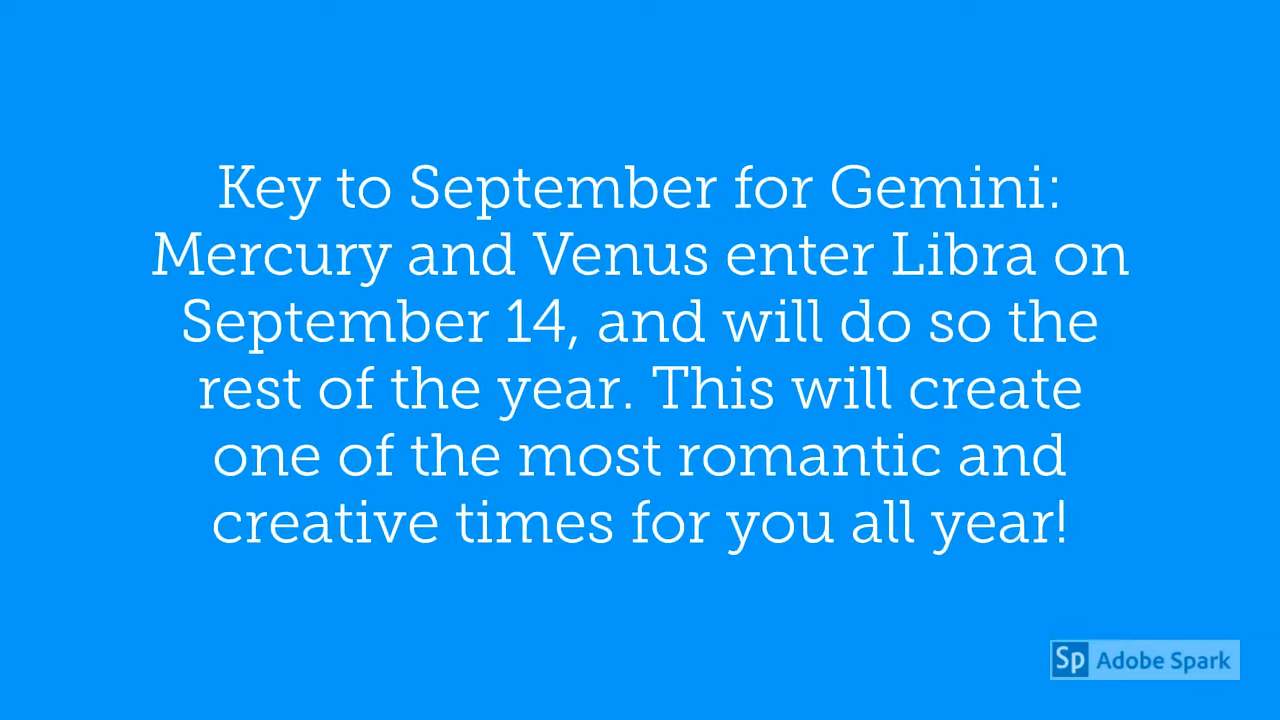 Key to September for Gemini:
Mercury and Venus enter Libra on
September 14, and will do so the
rest of the year. This will create
one of the most romantic and
creative times for you all year!
Sp Adobe Spark